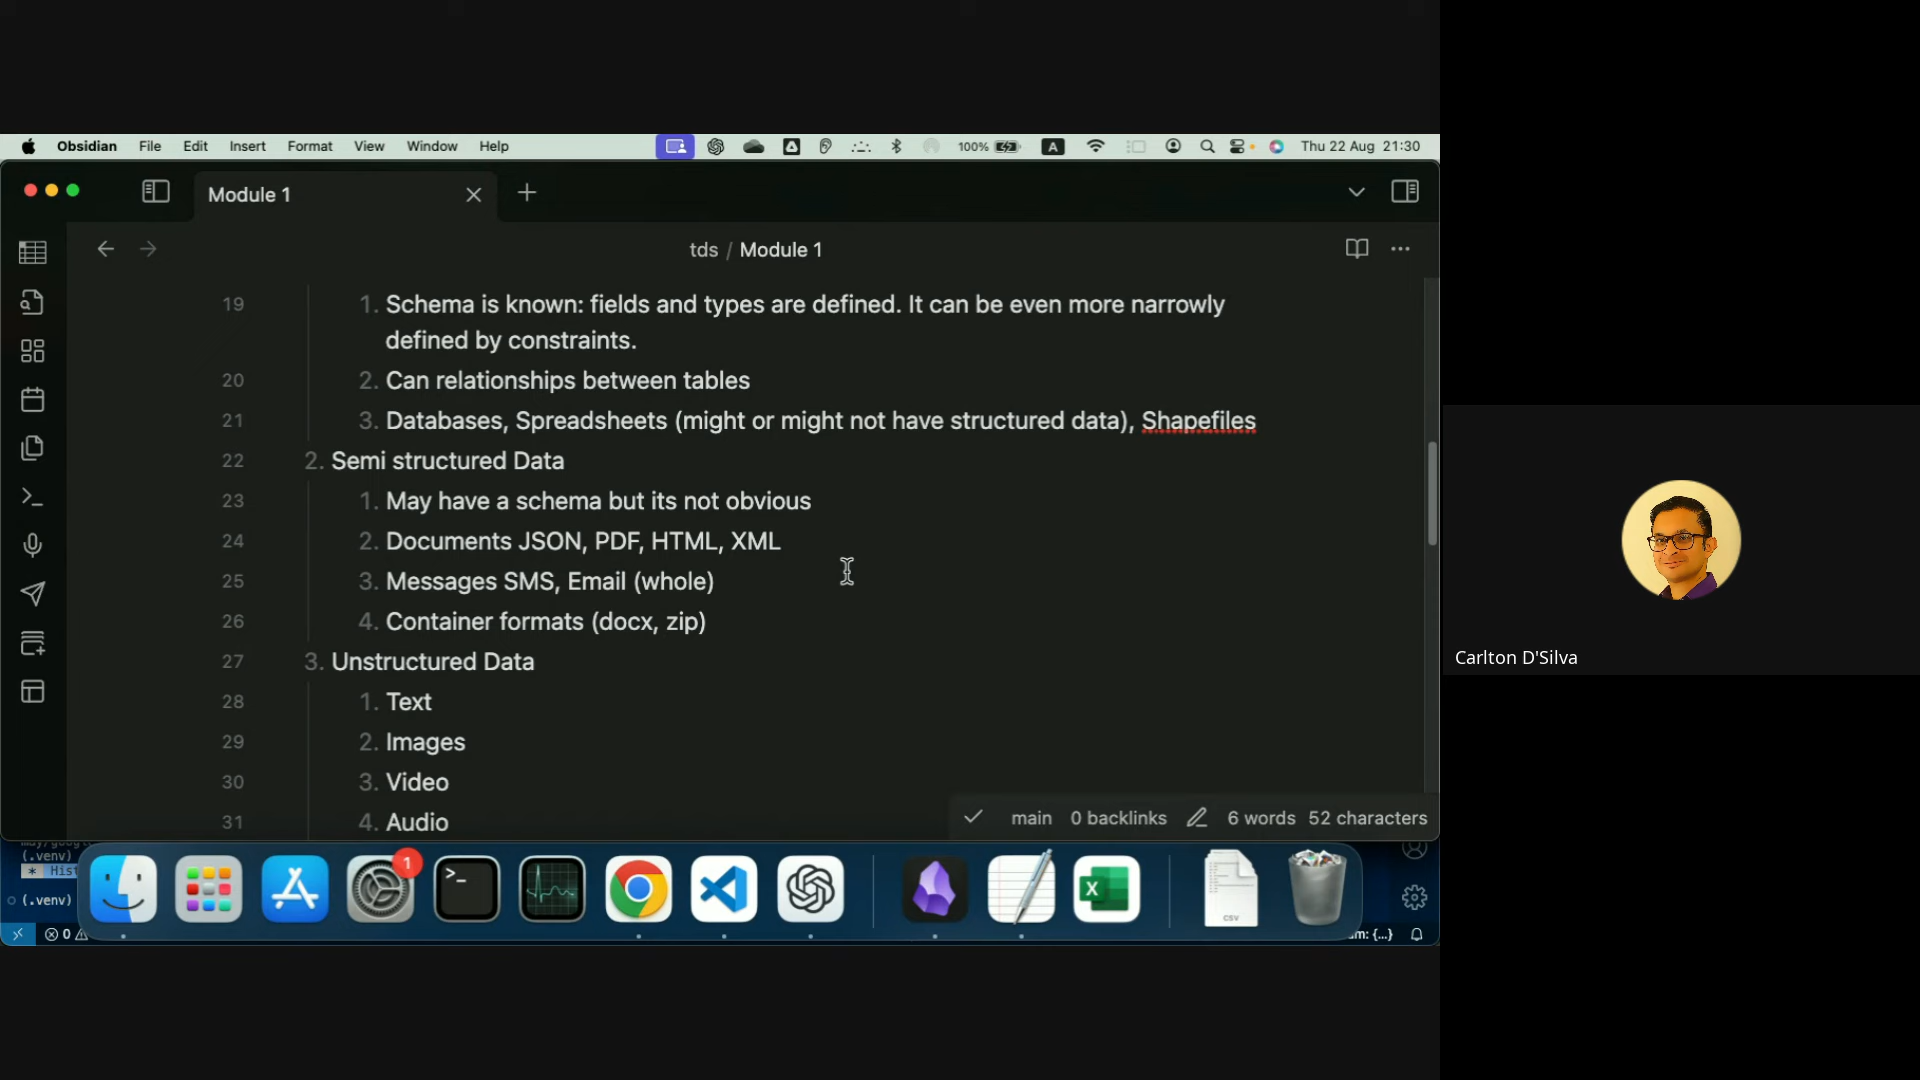 Obsidian File Edit Insert Format View Window Help 100% A Thu 22 Aug 21:30
Module 1
tds / Module 1
19 1. Schema is known: fields and types are defined. It can be even more narrowly
defined by constraints.
20 2. Can relationships between tables
21 3. Databases, Spreadsheets (might or might not have structured data), Shapefiles
22 2. Semi structured Data
23 1. May have a schema but its not obvious
24 2. Documents JSON, PDF, HTML, XML
25 3. Messages SMS, Email (whole)
26 4. Container formats (docx, zip)
27 3. Unstructured Data
28 1. Text
29 2. Images
30 3. Video
31 4. Audio
main 0 backlinks 6 words 52 characters
(.venv)
* Hist
(.venv)
0
1
X
CSV
{...}
Carlton D'Silva